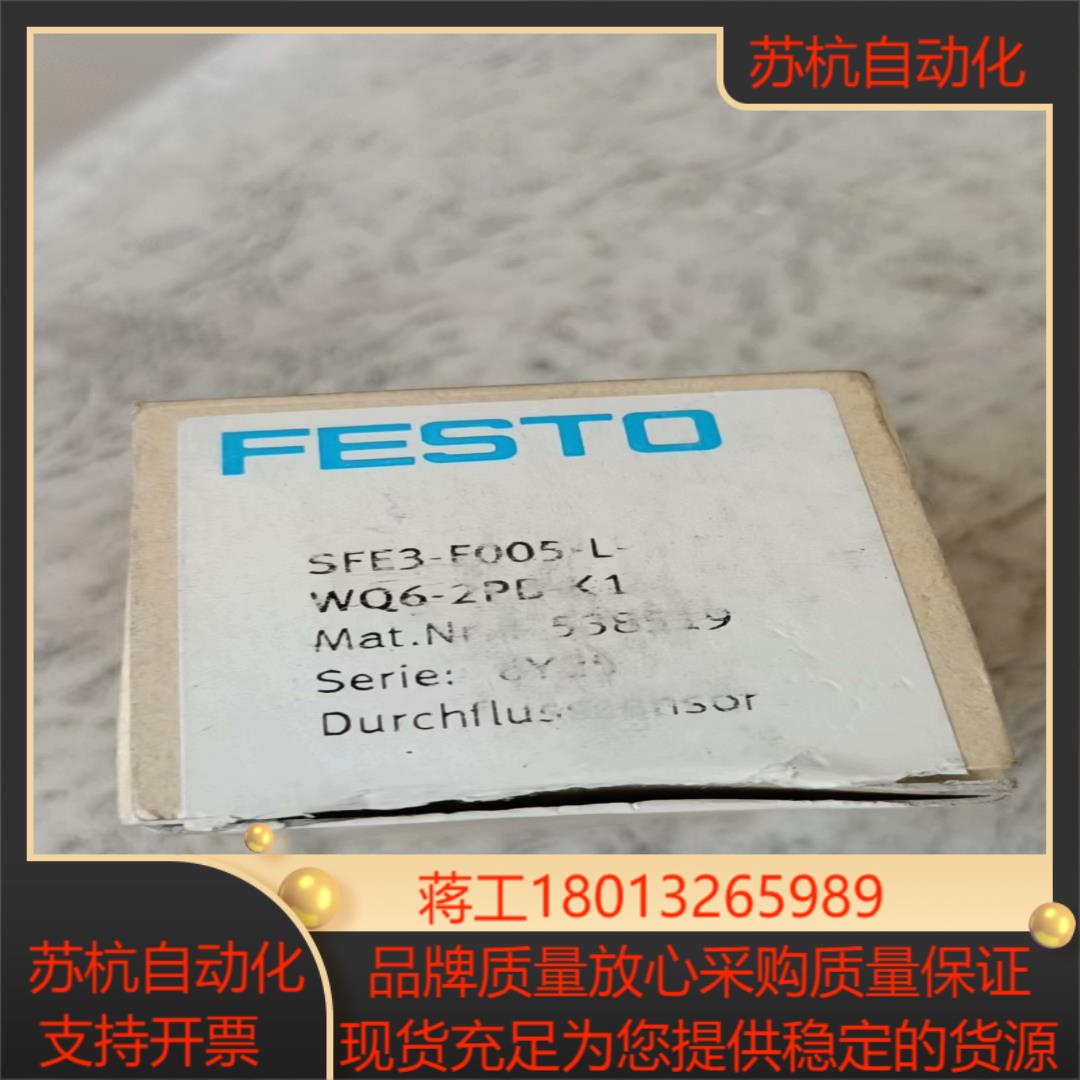 苏杭自动化
FESTO
SFE3-F005-L-
WQ6-2PB-K1
Mat.Nr.: 538519
Serie:
Durchflusssensor
蒋工18013265989
苏杭自动化
支持开票
品牌质量放心采购质量保证
现货充足为您提供稳定的货源